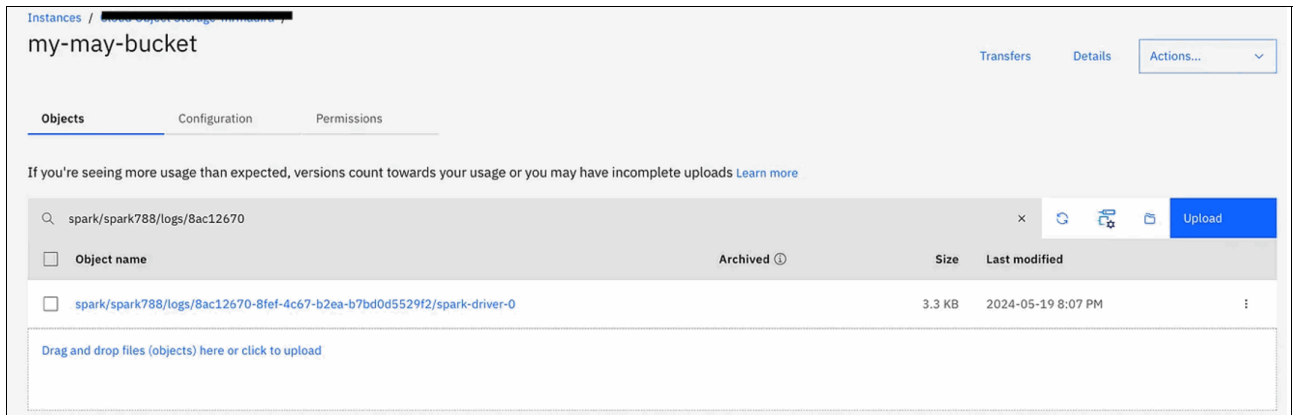 Instances /
my-may-bucket
Transfers Details Actions...
Objects Configuration Permissions
If you're seeing more usage than expected, versions count towards your usage or you may have incomplete uploads Learn more
spark/spark788/logs/8ac12670 × Upload
Object name Archived Size Last modified
spark/spark788/logs/8ac12670-8fef-4c67-b2ea-b7bd0d5529f2/spark-driver-0 3.3 KB 2024-05-19 8:07 PM
Drag and drop files (objects) here or click to upload